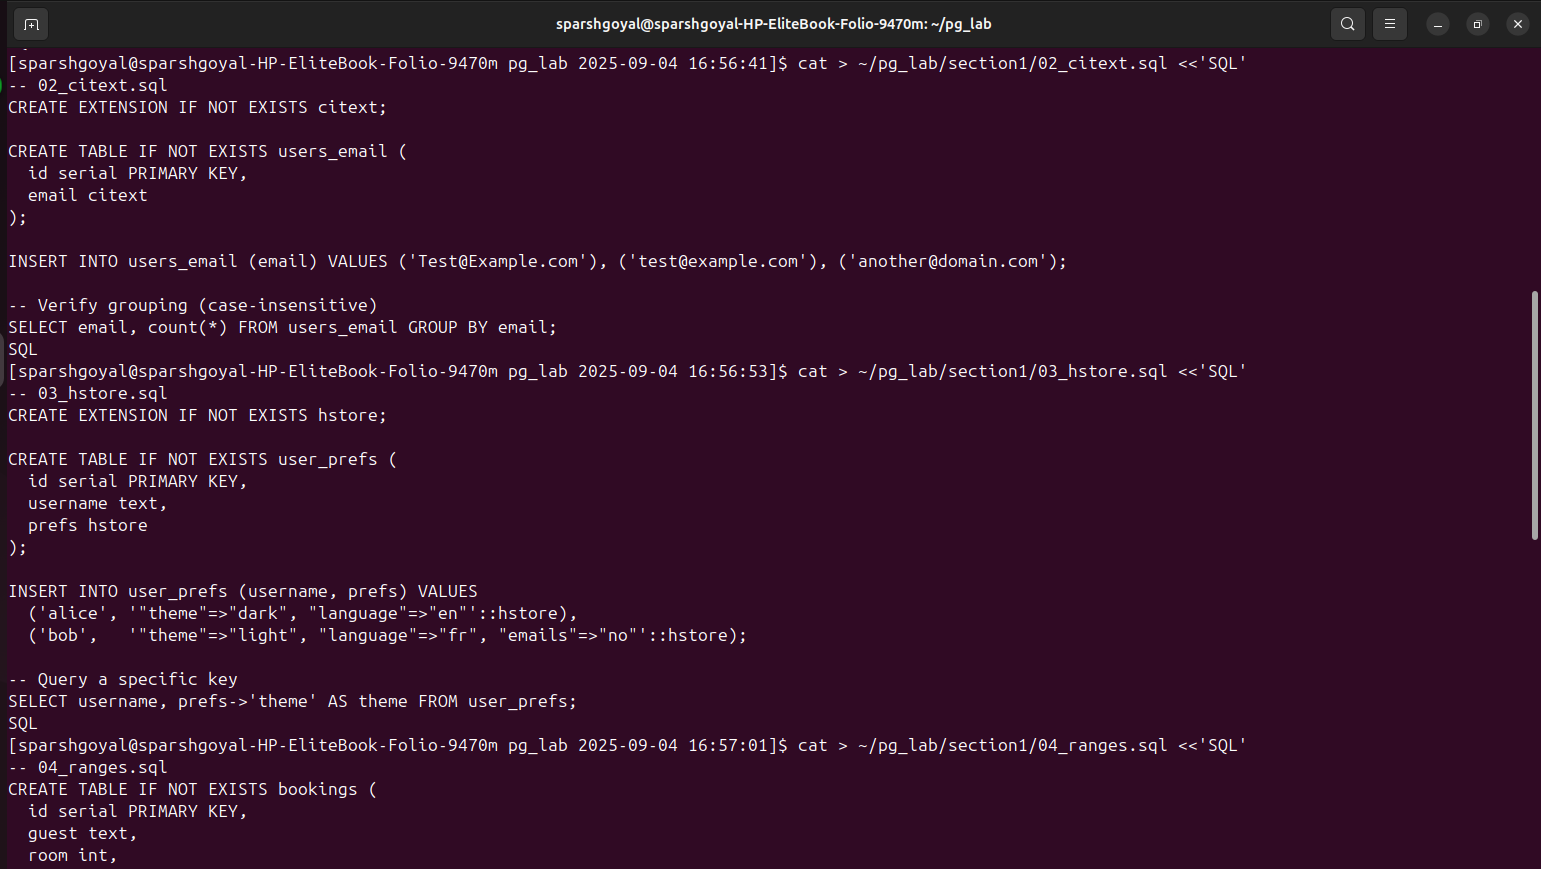 sparshgoyal@sparshgoyal-HP-EliteBook-Folio-9470m: ~/pg_lab
[sparshgoyal@sparshgoyal-HP-EliteBook-Folio-9470m pg_lab 2025-09-04 16:56:41]$ cat > ~/pg_lab/section1/02_citext.sql <<'SQL'
-- 02_citext.sql
CREATE EXTENSION IF NOT EXISTS citext;

CREATE TABLE IF NOT EXISTS users_email (
  id serial PRIMARY KEY,
  email citext
);

INSERT INTO users_email (email) VALUES ('Test@Example.com'), ('test@example.com'), ('another@domain.com');

-- Verify grouping (case-insensitive)
SELECT email, count(*) FROM users_email GROUP BY email;
SQL
[sparshgoyal@sparshgoyal-HP-EliteBook-Folio-9470m pg_lab 2025-09-04 16:56:53]$ cat > ~/pg_lab/section1/03_hstore.sql <<'SQL'
-- 03_hstore.sql
CREATE EXTENSION IF NOT EXISTS hstore;

CREATE TABLE IF NOT EXISTS user_prefs (
  id serial PRIMARY KEY,
  username text,
  prefs hstore
);

INSERT INTO user_prefs (username, prefs) VALUES
  ('alice', '"theme"=>"dark", "language"=>"en"'::hstore),
  ('bob',   '"theme"=>"light", "language"=>"fr", "emails"=>"no"'::hstore);

-- Query a specific key
SELECT username, prefs->'theme' AS theme FROM user_prefs;
SQL
[sparshgoyal@sparshgoyal-HP-EliteBook-Folio-9470m pg_lab 2025-09-04 16:57:01]$ cat > ~/pg_lab/section1/04_ranges.sql <<'SQL'
-- 04_ranges.sql
CREATE TABLE IF NOT EXISTS bookings (
  id serial PRIMARY KEY,
  guest text,
  room int,